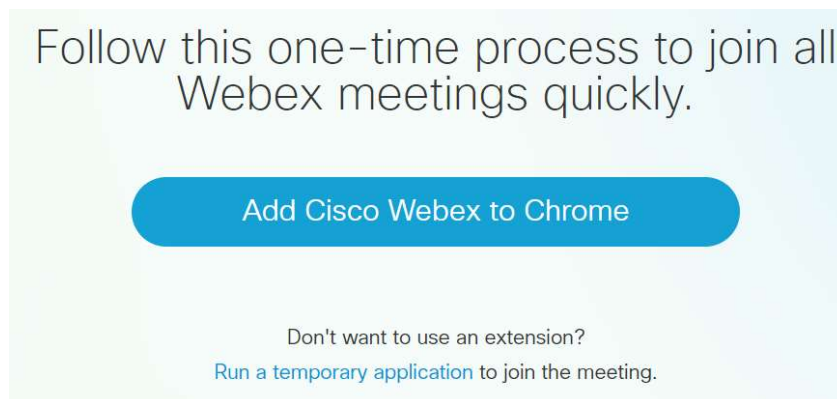 Follow this one-time process to join all
Webex meetings quickly.
Add Cisco Webex to Chrome
Don't want to use an extension?
Run a temporary application to join the meeting.